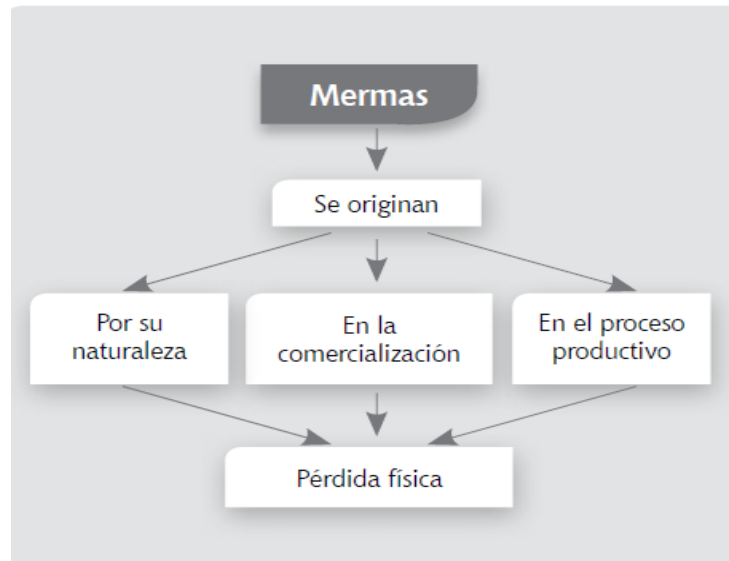 Mermas
Se originan
Por su
naturaleza
En la
comercialización
En el proceso
productivo
Pérdida física